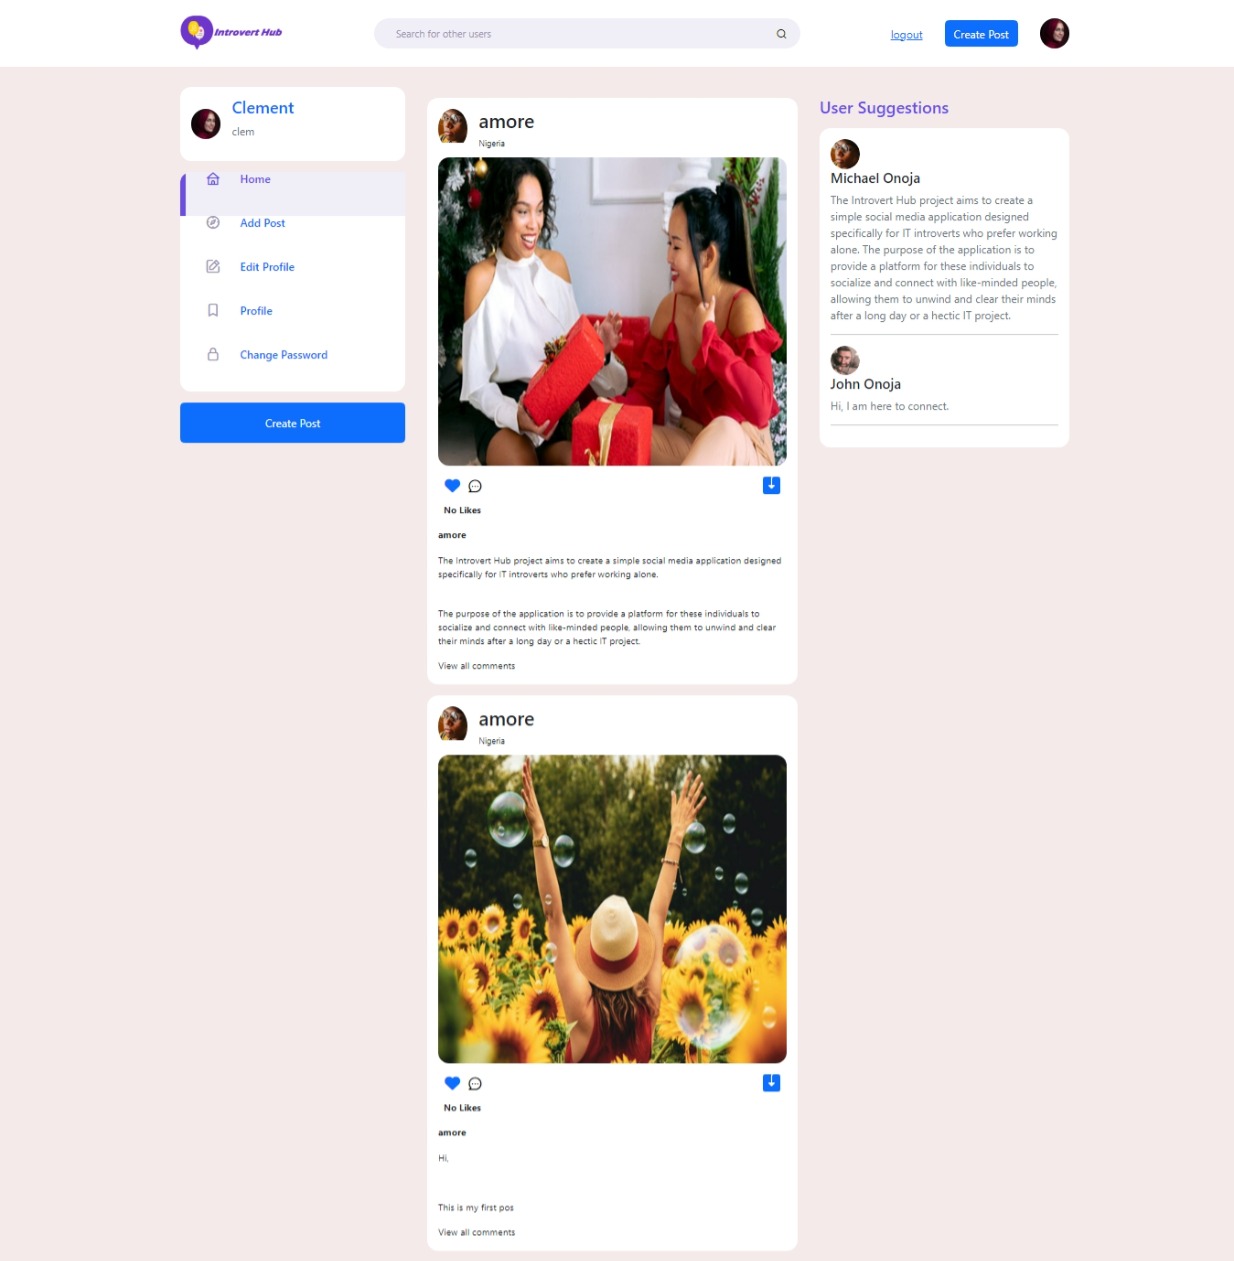 Introvert Hub
Search for other users
logout
Create Post
Clement
clem
Home
Add Post
Edit Profile
Profile
Change Password
Create Post
amore
Nigeria
No Likes
amore
The Introvert Hub project aims to create a simple social media application designed
specifically for IT introverts who prefer working alone.
The purpose of the application is to provide a platform for these individuals to
socialize and connect with like-minded people, allowing them to unwind and clear
their minds after a long day or a hectic IT project.
View all comments
amore
Nigeria
No Likes
amore
Hi,
This is my first pos
View all comments
User Suggestions
Michael Onoja
The Introvert Hub project aims to create a
simple social media application designed
specifically for IT introverts who prefer working
alone. The purpose of the application is to
provide a platform for these individuals to
socialize and connect with like-minded people,
allowing them to unwind and clear their minds
after a long day or a hectic IT project.
John Onoja
Hi, I am here to connect.